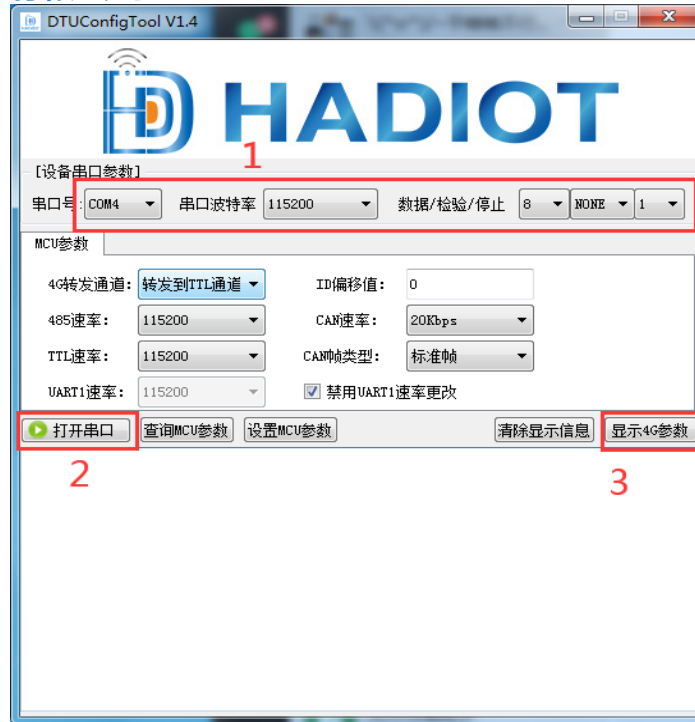 DTUConfigTool V1.4
HADIOT
1
[设备串口参数]
串口号: COM4 串口波特率 115200 数据/检验/停止 8 NONE 1
MCU参数
4G转发通道: 转发到TTL通道 ID偏移值: 0
485速率: 115200 CAN速率: 20Kbps
TTL速率: 115200 CAN帧类型: 标准帧
UART1速率: 115200 禁用UART1速率更改
打开串口 查询MCU参数 设置MCU参数 清除显示信息 显示4G参数
2 3